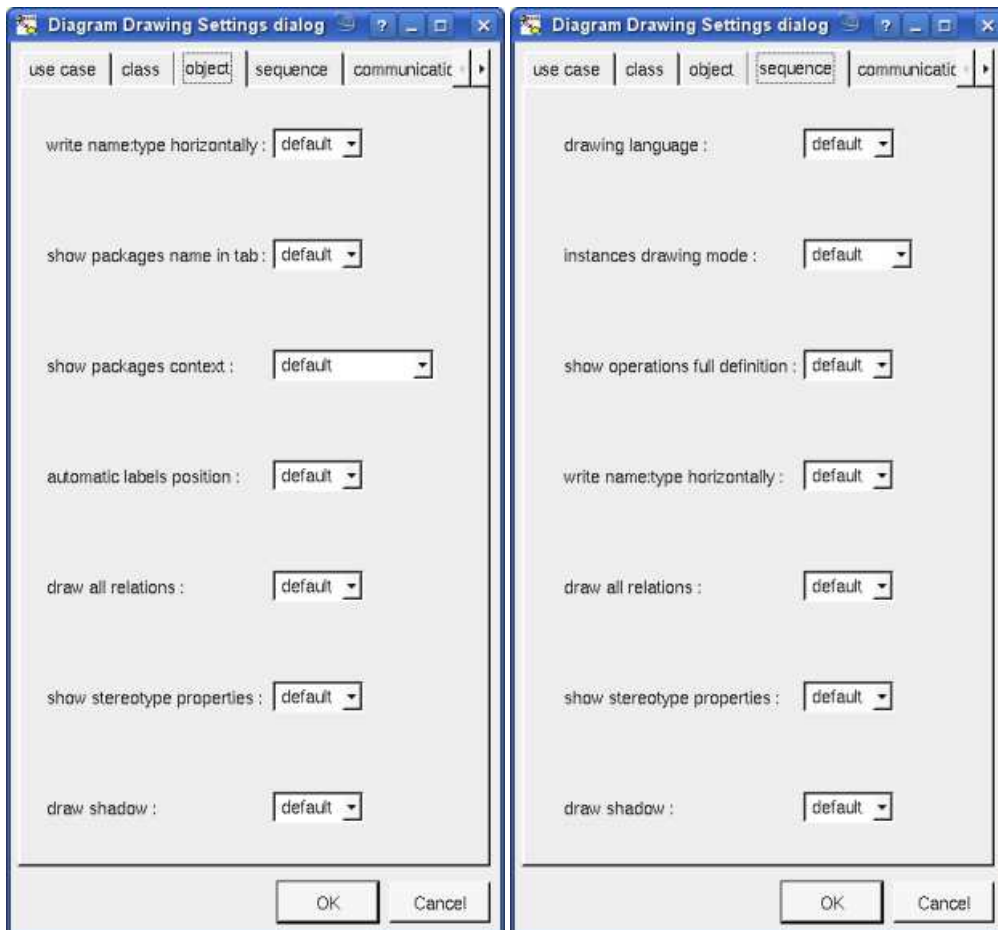 Diagram Drawing Settings dialog
use case class object sequence communicatic
write name:type horizontally : default
show packages name in tab : default
show packages context : default
automatic labels position : default
draw all relations : default
show stereotype properties : default
draw shadow : default
OK Cancel
Diagram Drawing Settings dialog
use case class object sequence communicatic
drawing language : default
instances drawing mode : default
show operations full definition : default
write name:type horizontally : default
draw all relations : default
show stereotype properties : default
draw shadow : default
OK Cancel